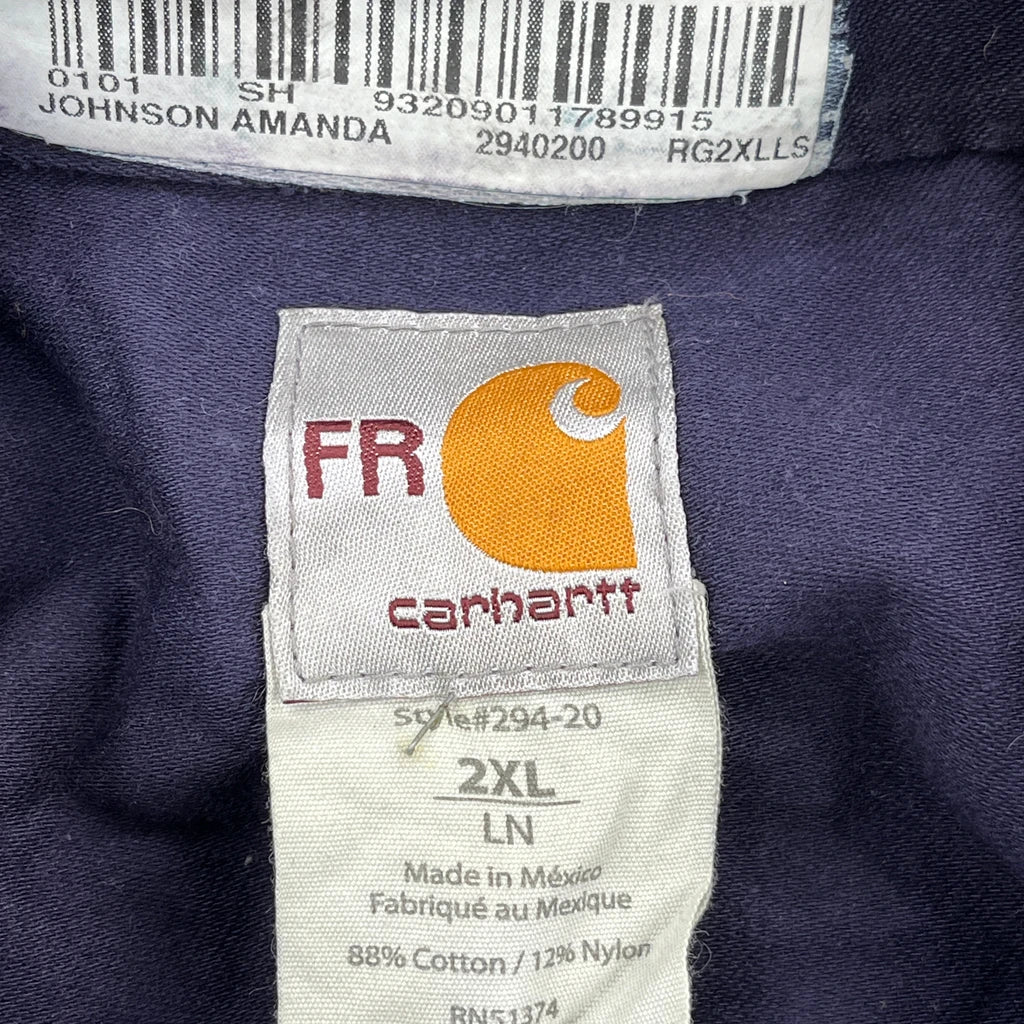 0101 SH 93209011789915
JOHNSON AMANDA 2940200 RG2XLLS
FR
carhartt
Style#294-20
2XL
LN
Made in México
Fabriqué au Mexique
88% Cotton / 12% Nylon
RN51374